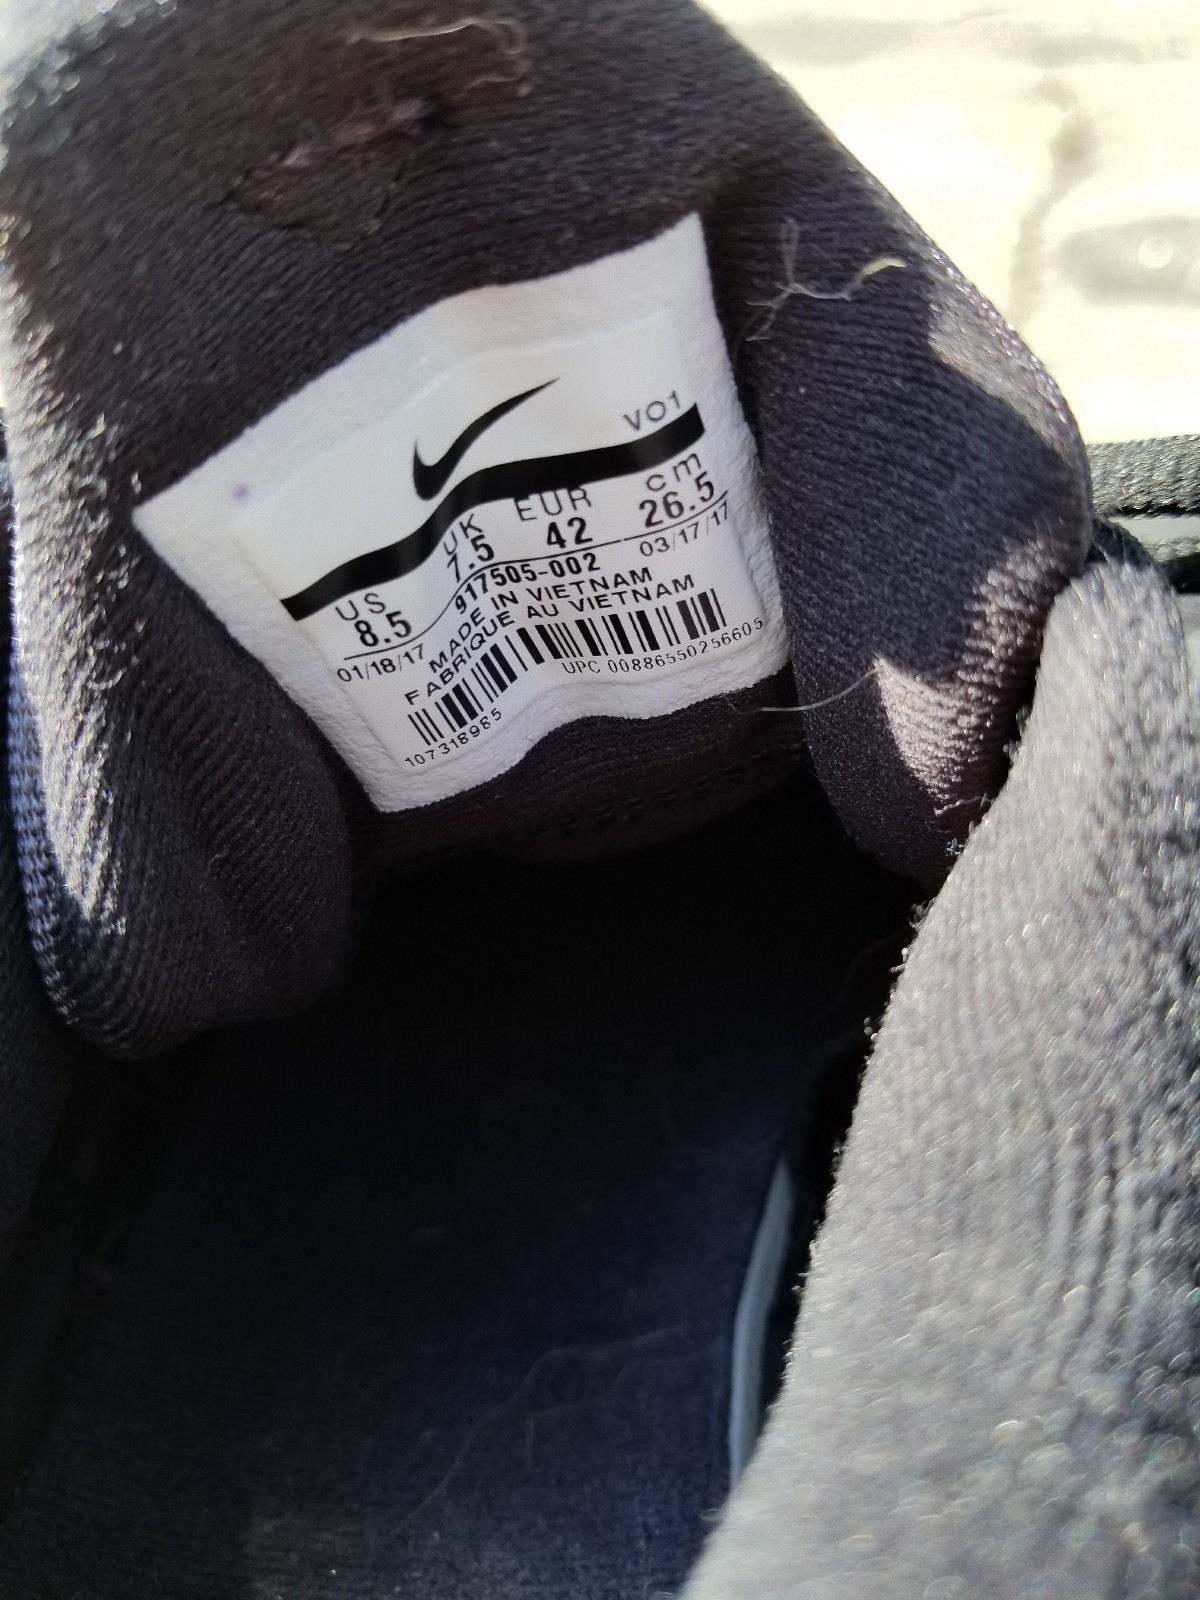 VO1
US UK EUR cm
8.5 7.5 42 26.5
01/18/17 917505-002 03/17/17
MADE IN VIETNAM
FABRIQUE AU VIETNAM
107318985 UPC 00886550256605